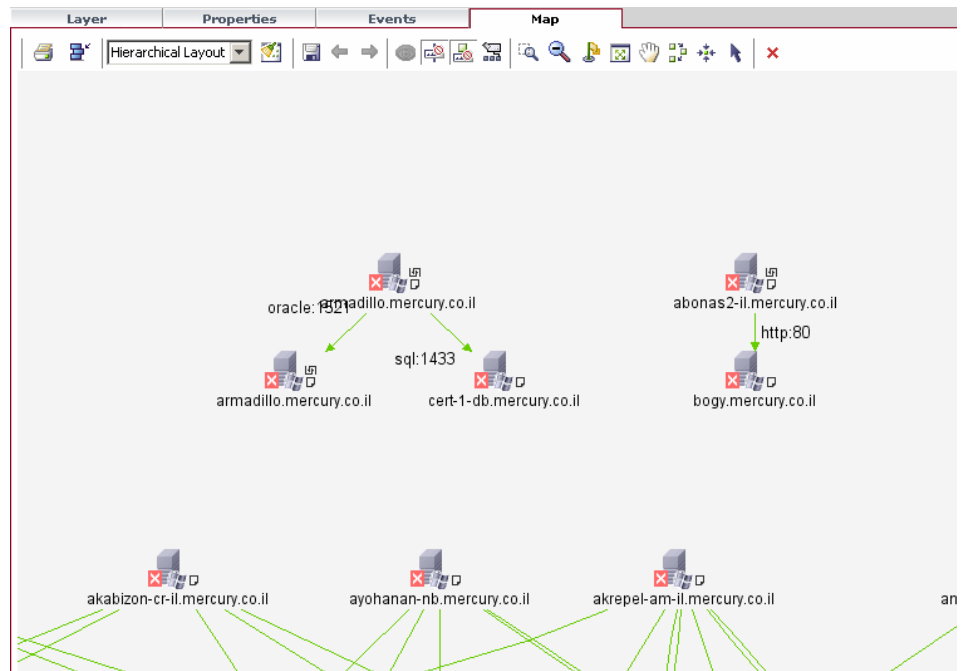 Layer Properties Events Map
Hierarchical Layout
armadillo.mercury.co.il abonas2-il.mercury.co.il
oracle:1521
http:80
sql:1433
armadillo.mercury.co.il cert-1-db.mercury.co.il bogy.mercury.co.il
akabizon-cr-il.mercury.co.il ayohanan-nb.mercury.co.il akrepel-am-il.mercury.co.il an